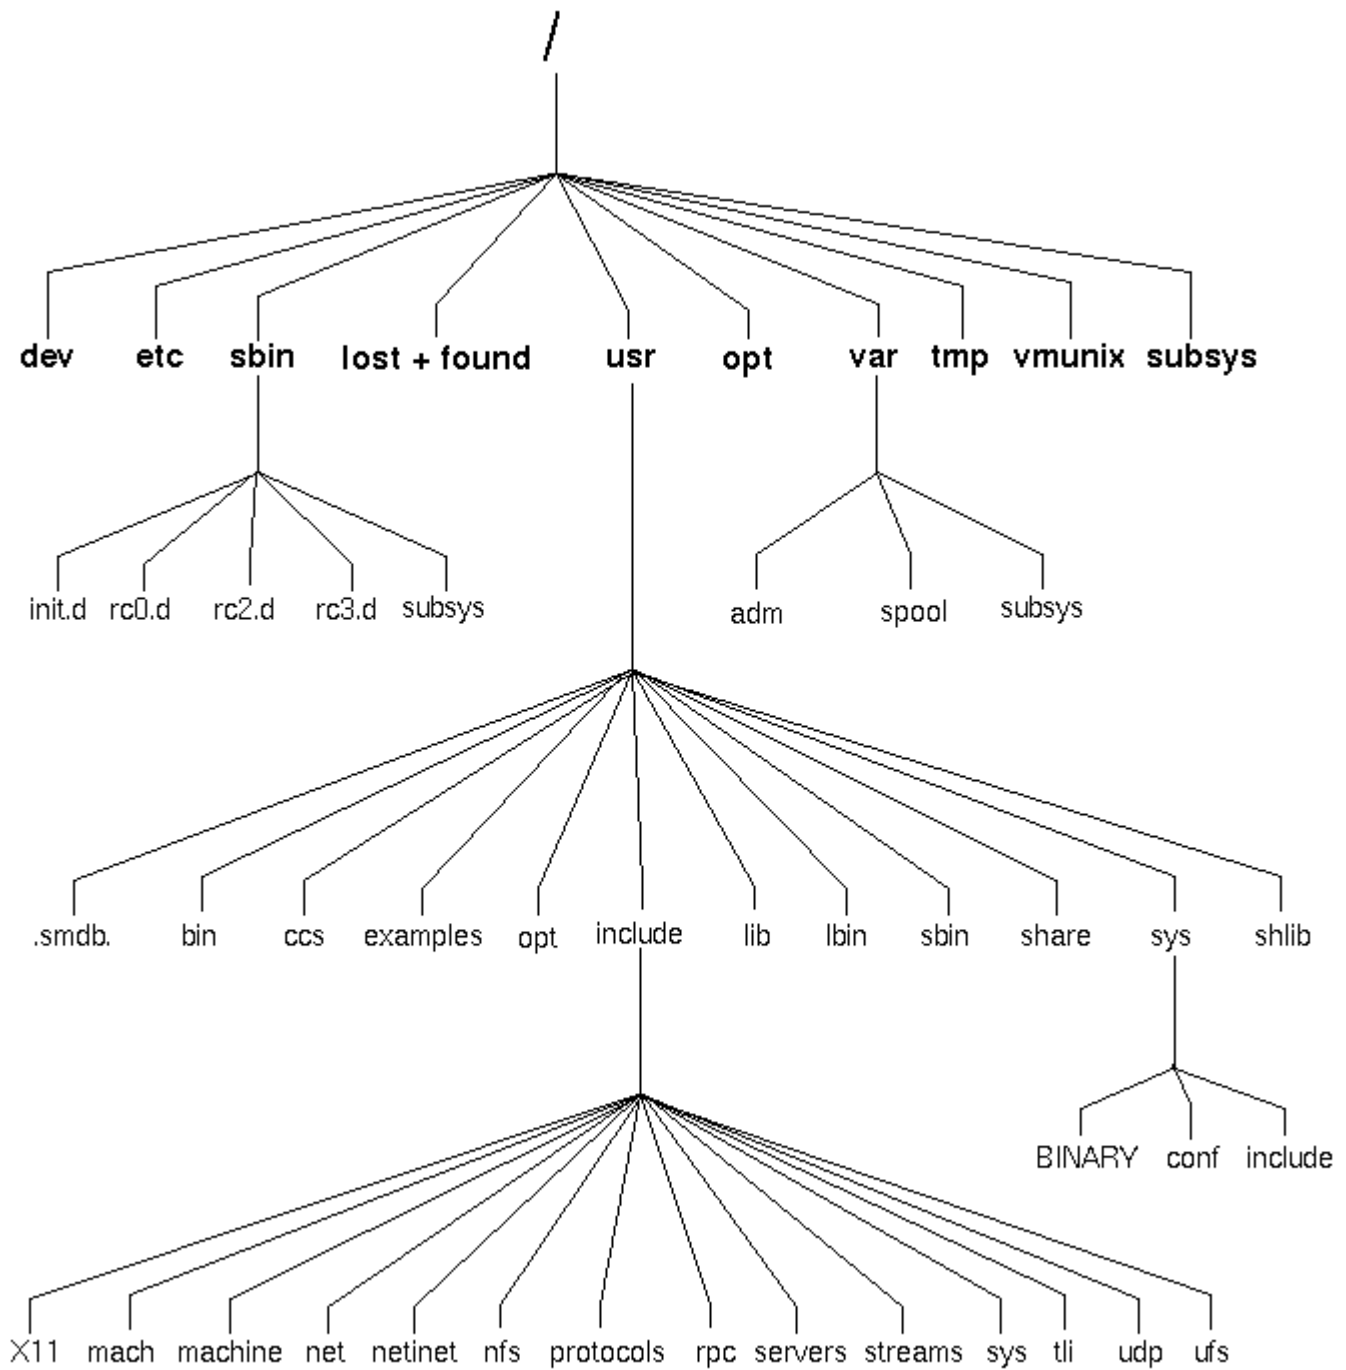 /
dev etc sbin lost + found usr opt var tmp vmunix subsys
init.d rc0.d rc2.d rc3.d subsys adm spool subsys
.smdb. bin ccs examples opt include lib lbin sbin share sys shlib
BINARY conf include
X11 mach machine net netinet nfs protocols rpc servers streams sys tli udp ufs